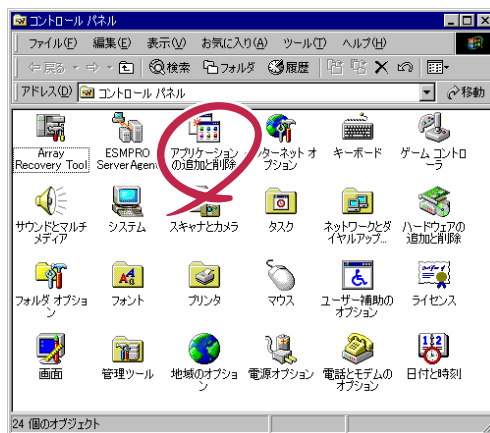 コントロール パネル
ファイル(F) 編集(E) 表示(V) お気に入り(A) ツール(T) ヘルプ(H)
戻る 検索 フォルダ 履歴
アドレス(D) コントロール パネル 移動
Array
Recovery Tool
ESMPRO
ServerAgent
アプリケーション
の追加と削除
ターネット オ
プション
キーボード
ゲーム コントロ
ーラ
サウンドとマルチ
メディア
システム
スキャナとカメラ
タスク
ネットワークとダ
イヤルアップ...
ハードウェアの
追加と削除
フォルダ オプショ
ン
フォント
プリンタ
マウス
ユーザー補助の
オプション
ライセンス
画面
管理ツール
地域のオプショ
ン
電源オプション
電話とモデムの
オプション
日付と時刻
24 個のオブジェクト